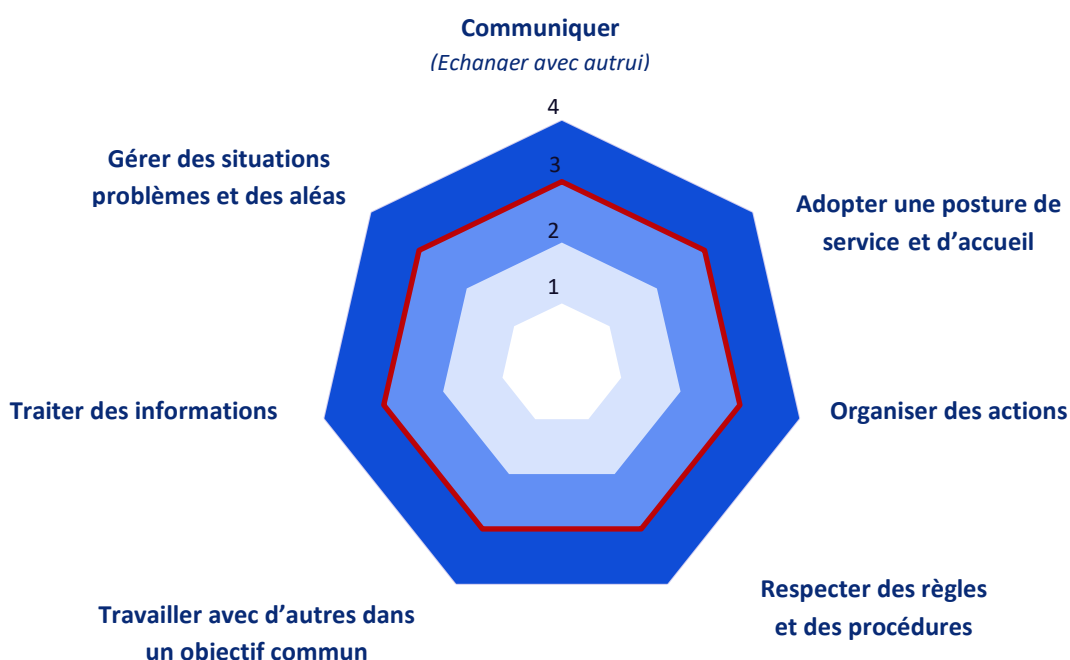 Communiquer
(Echanger avec autrui)
4
3
2
1
Adopter une posture de
service et d’accueil
Organiser des actions
Respecter des règles
et des procédures
Travailler avec d’autres dans
un objectif commun
Traiter des informations
Gérer des situations
problèmes et des aléas